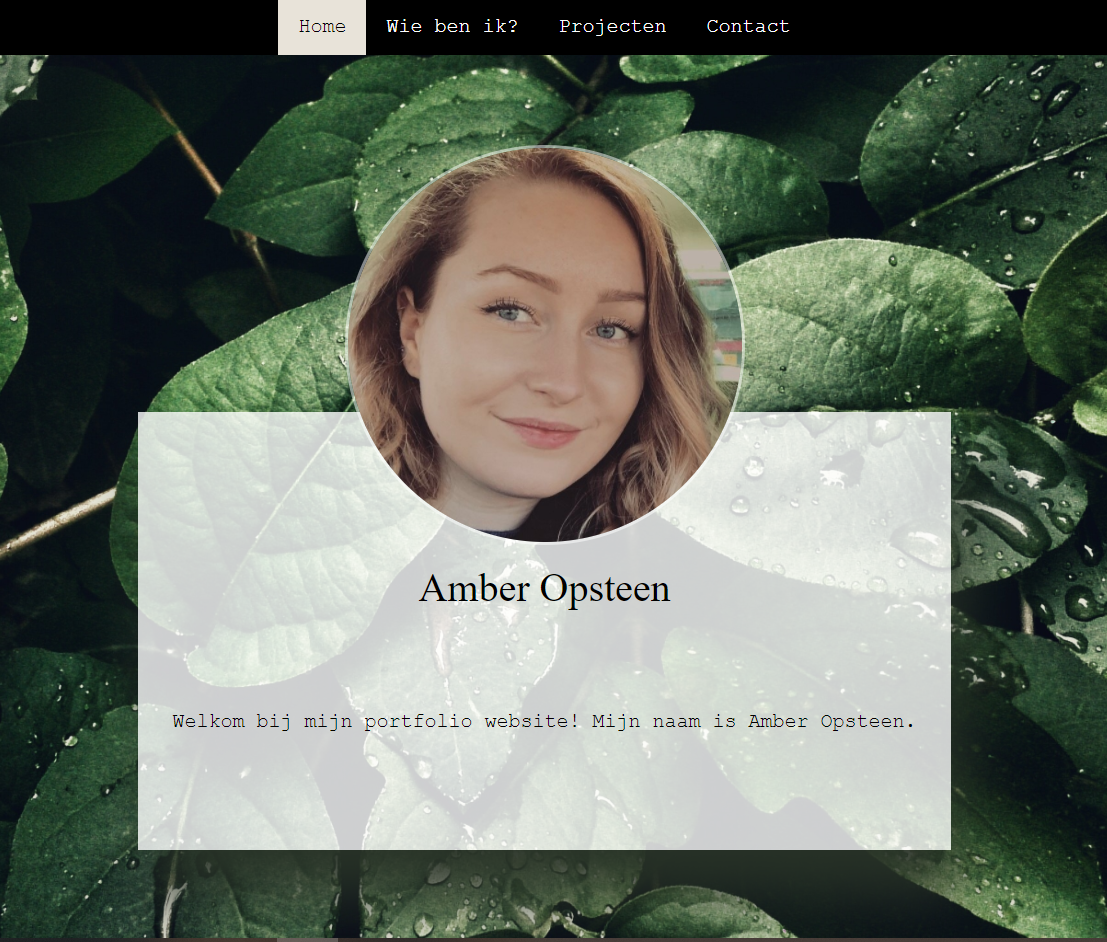 Home Wie ben ik? Projecten Contact
Amber Opsteen
Welkom bij mijn portfolio website! Mijn naam is Amber Opsteen.